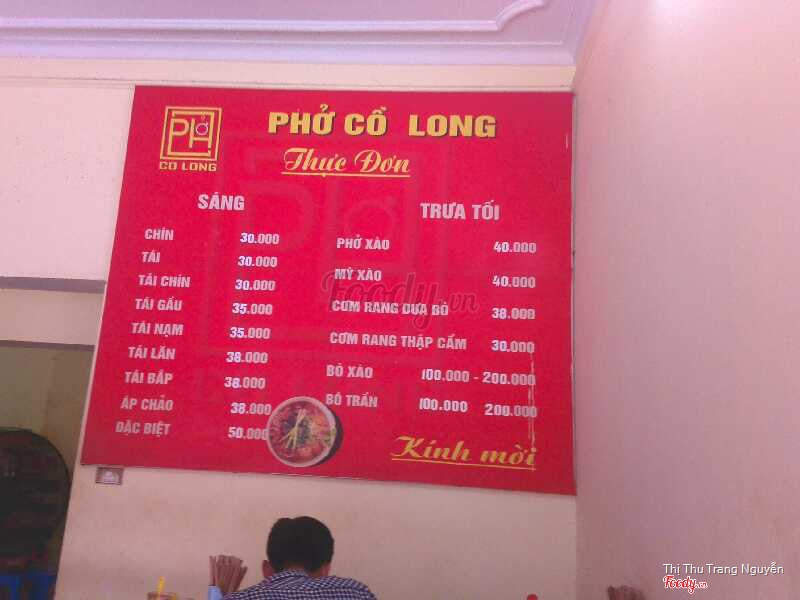 PHỞ
CO LONG
PHỞ CỒ LONG
Thực Đơn
SÁNG
CHÍN 30.000
TÁI 30.000
TÁI CHÍN 30.000
TÁI GẦU 35.000
TÁI NẠM 35.000
TÁI LĂN 38.000
TÁI BẮP 38.000
ÁP CHẢO 38.000
ĐẶC BIỆT 50.000
TRƯA TỐI
PHỞ XÀO 40.000
MỲ XÀO 40.000
CƠM RANG DƯA BÒ 38.000
CƠM RANG THẬP CẨM 30.000
BÒ XÀO 100.000 - 200.000
BÒ TRẦN 100.000 200.000
Kính mời
Foody.vn
Thi Thu Trang Nguyễn
Foody.vn